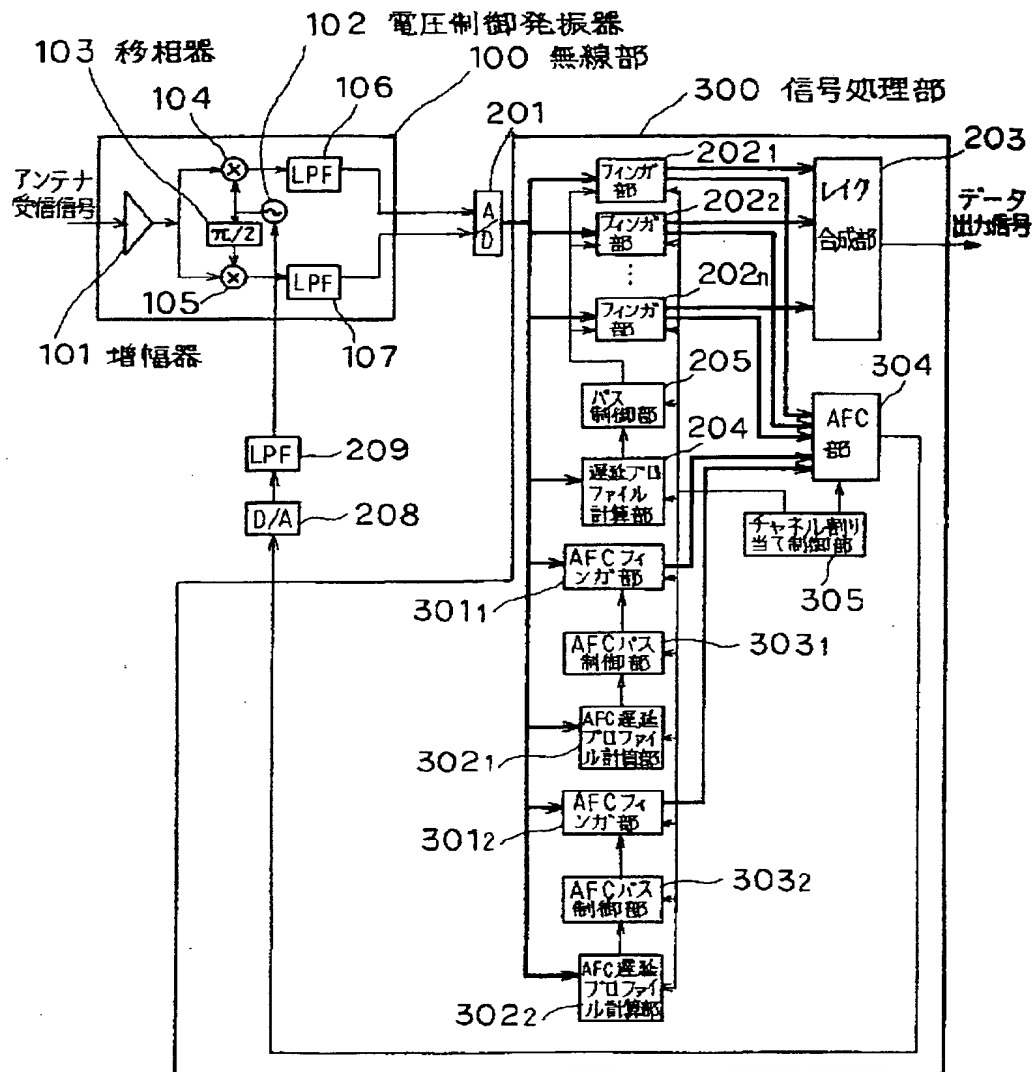 102 電圧制御発振器
103 移相器
100 無線部
104
106
300 信号処理部
201
202₁
203
アンテナ
受信信号
LPF
π/2
LPF
105
107
101 増幅器
A/D
フィンガ
部
202₂
フィンガ
部
⋮
202n
フィンガ
部
レイク
合成部
データ
出力信号
205
パス
制御部
304
AFC
部
204
遅延プロ
ファイル
計算部
LPF
209
D/A
208
チャネル割り
当て制御部
305
AFCフィ
ンガ部
301₁
AFCパス
制御部
303₁
AFC遅延
プロファイ
ル計算部
302₁
AFCフィ
ンガ部
301₂
AFCパス
制御部
303₂
AFC遅延
プロファイ
ル計算部
302₂